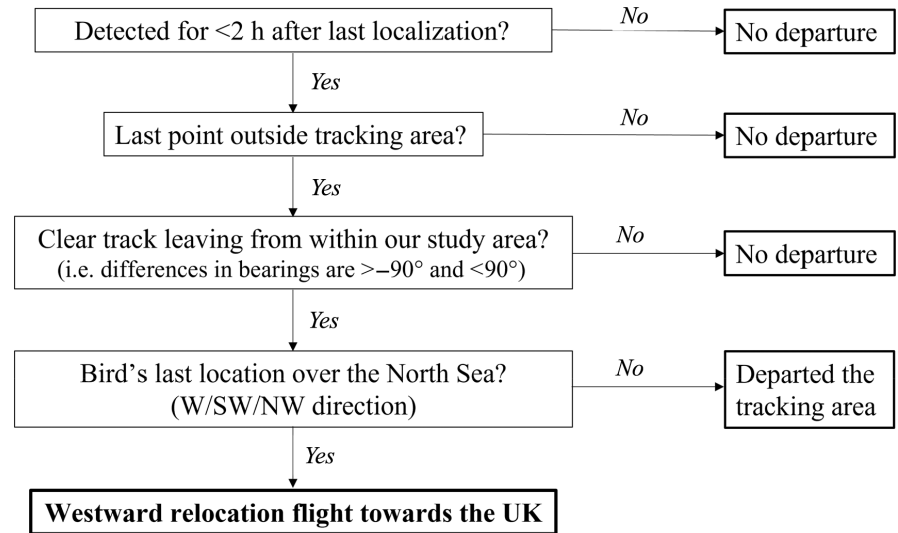 Detected for <2 h after last localization?
No
No departure
Yes
Last point outside tracking area?
No
No departure
Yes
Clear track leaving from within our study area?
(i.e. differences in bearings are >–90° and <90°)
No
No departure
Yes
Bird’s last location over the North Sea?
(W/SW/NW direction)
No
Departed the
tracking area
Yes
Westward relocation flight towards the UK